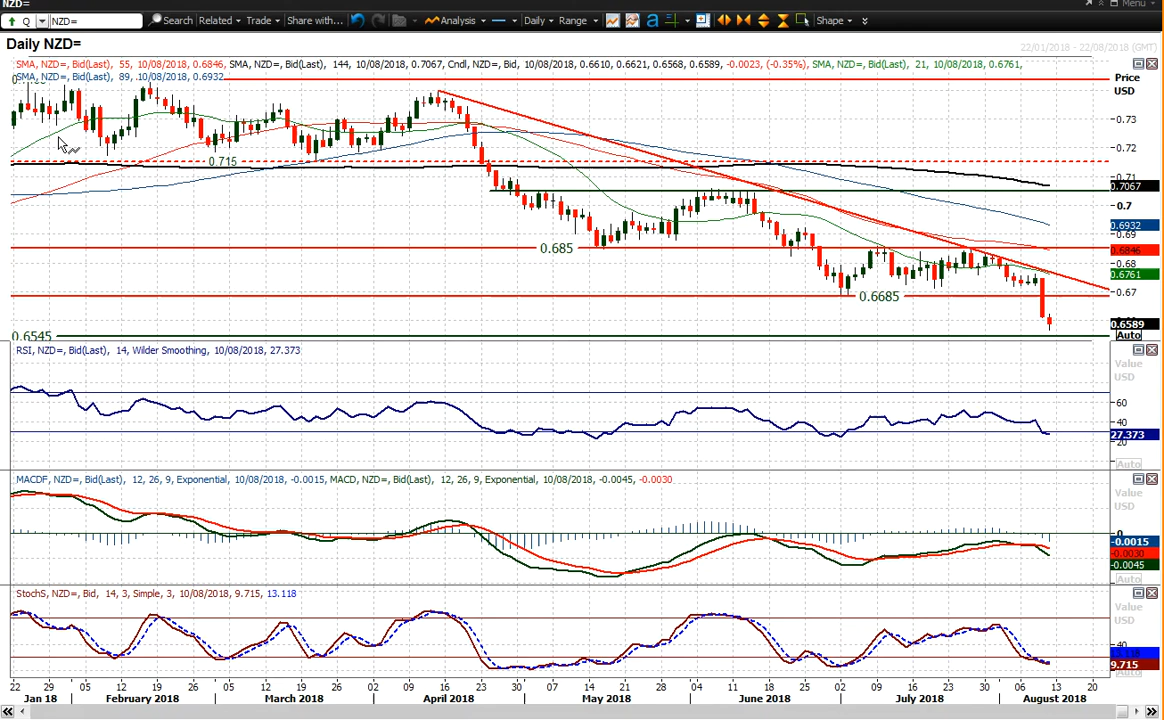 NZD=
Menu
Q NZD= Search Related Trade Share with... Analysis Daily Range a Shape
Daily NZD=
22/01/2018 - 22/08/2018 (GMT)
SMA, NZD=, Bid(Last), 55, 10/08/2018, 0.6846, SMA, NZD=, Bid(Last), 144, 10/08/2018, 0.7067, Cndl, NZD=, Bid, 10/08/2018, 0.6610, 0.6621, 0.6568, 0.6589, -0.0023, (-0.35%), SMA, NZD=, Bid(Last), 21, 10/08/2018, 0.6761,
SMA, NZD=, Bid(Last), 89, 10/08/2018, 0.6932
Price
USD
0.73
0.72
0.715
0.71
0.7067
0.7
0.6932
0.69
0.685
0.6846
0.68
0.6761
0.67
0.6685
0.6589
0.6545
Auto
RSI, NZD=, Bid(Last), 14, Wilder Smoothing, 10/08/2018, 27.373
Value
USD
60
40
27.373
20
Auto
MACDF, NZD=, Bid(Last), 12, 26, 9, Exponential, 10/08/2018, -0.0015, MACD, NZD=, Bid(Last), 12, 26, 9, Exponential, 10/08/2018, -0.0045, -0.0030
Value
USD
0
-0.0015
-0.0030
-0.0045
Auto
StochS, NZD=, Bid, 14, 3, Simple, 3, 10/08/2018, 9.715, 13.118
Value
USD
40
13.118
9.715
Auto
22 29 05 12 19 26 05 12 19 26 02 09 16 23 30 07 14 21 28 04 11 18 25 02 09 16 23 30 06 13 20
Jan 18 February 2018 March 2018 April 2018 May 2018 June 2018 July 2018 August 2018